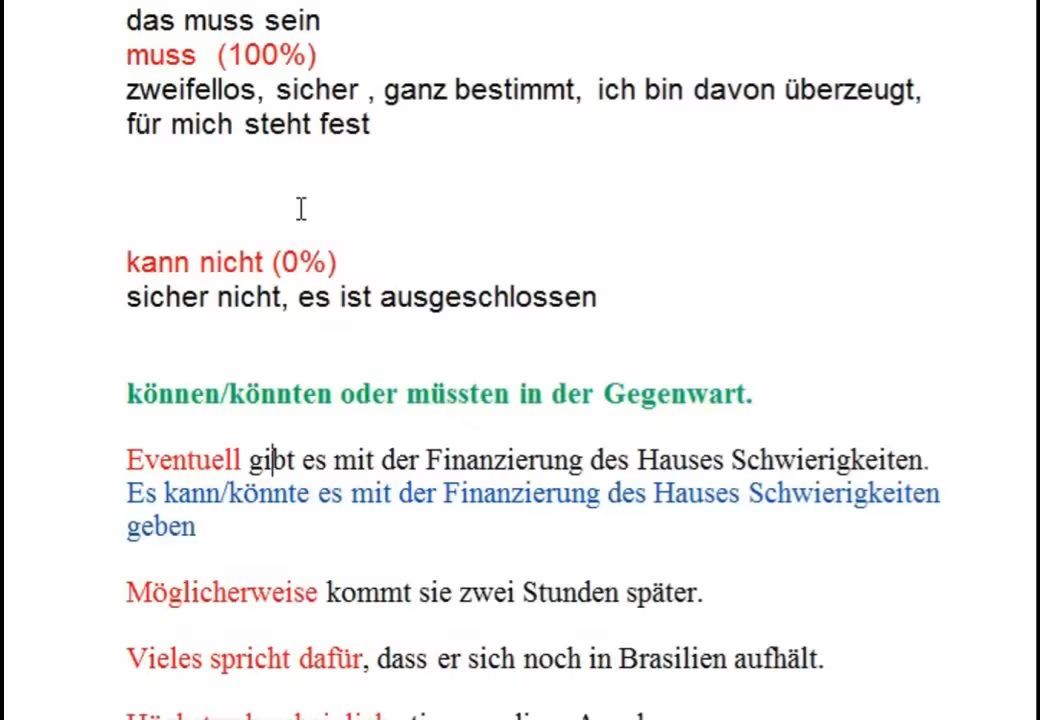 das muss sein
muss (100%)
zweifellos, sicher , ganz bestimmt, ich bin davon überzeugt,
für mich steht fest
kann nicht (0%)
sicher nicht, es ist ausgeschlossen
können/könnten oder müssten in der Gegenwart.
Eventuell gibt es mit der Finanzierung des Hauses Schwierigkeiten.
Es kann/könnte es mit der Finanzierung des Hauses Schwierigkeiten
geben
Möglicherweise kommt sie zwei Stunden später.
Vieles spricht dafür, dass er sich noch in Brasilien aufhält.